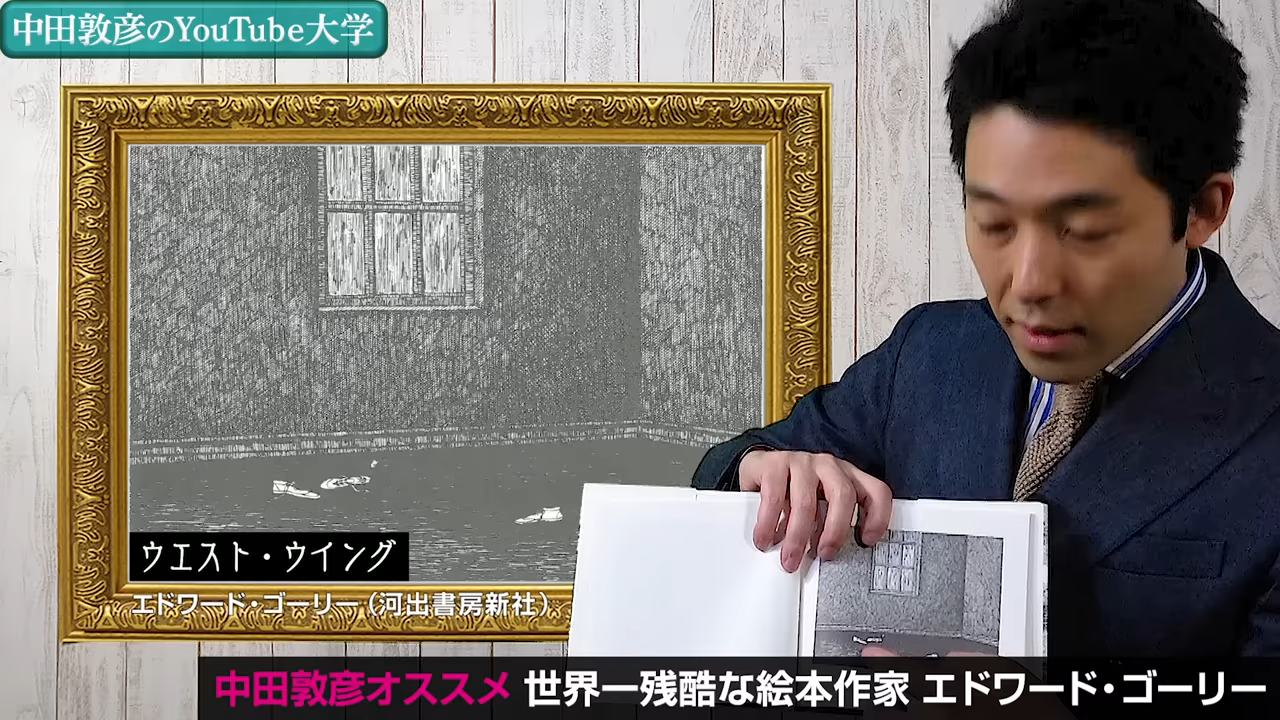 中田敦彦のYouTube大学
ウエスト・ウイング
エドワード・ゴーリー（河出書房新社）
中田敦彦オススメ 世界一残酷な絵本作家 エドワード・ゴーリー